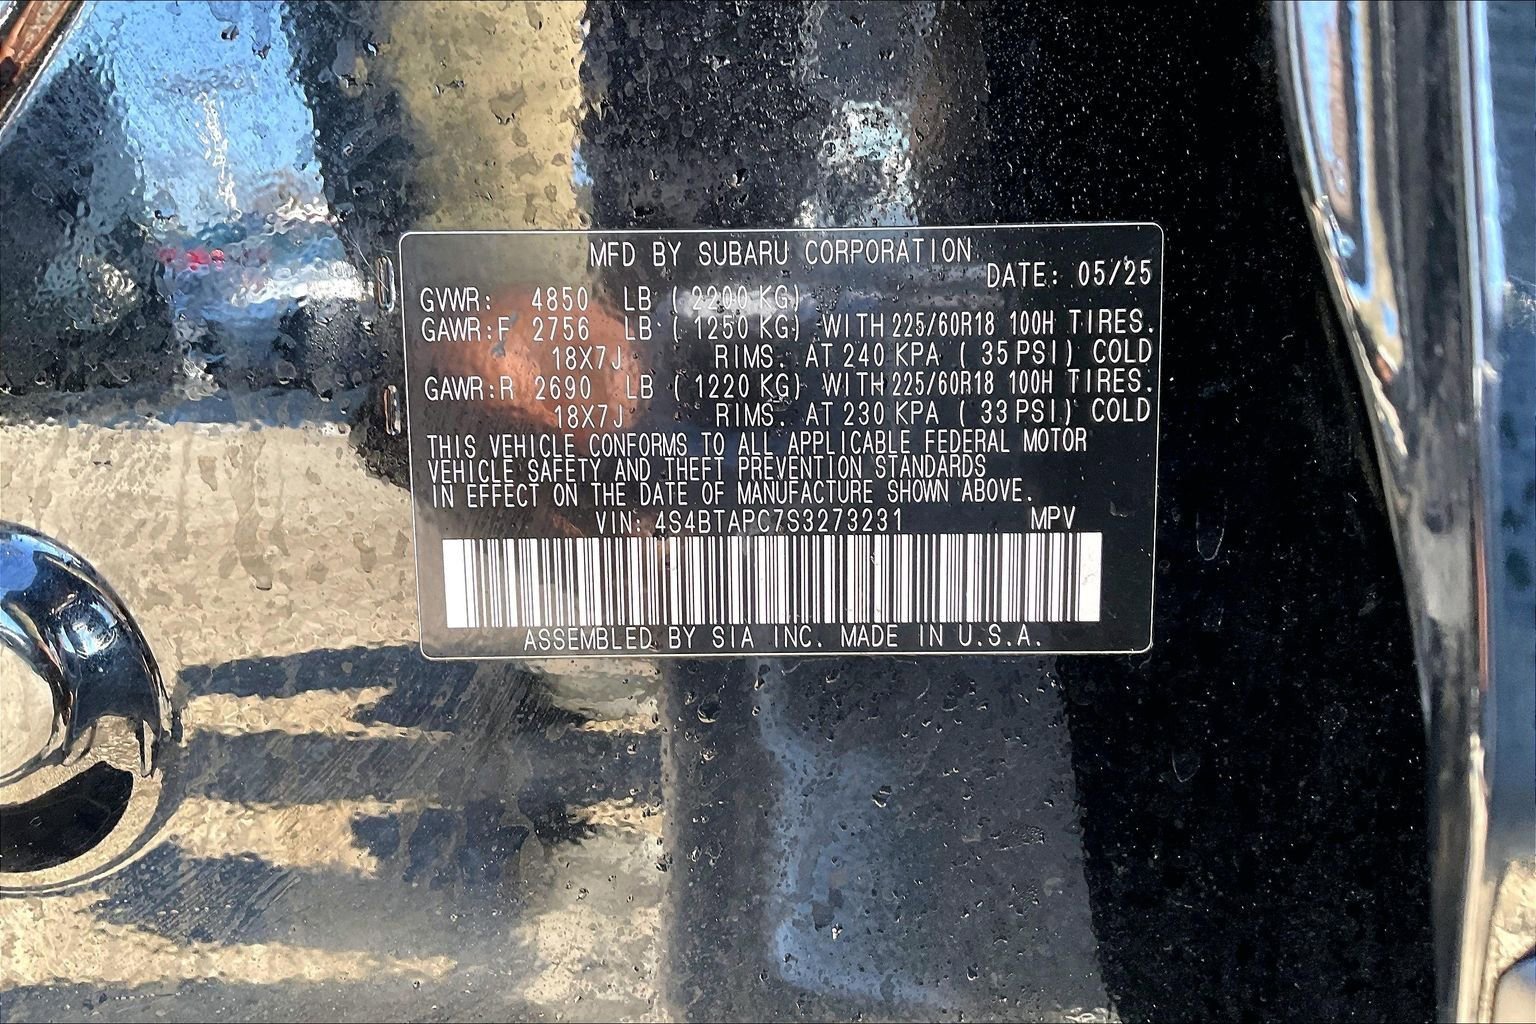 MFD BY SUBARU CORPORATION
DATE: 05/25
GVWR: 4850 LB ( 2200 KG)
GAWR:F 2756 LB ( 1250 KG) WITH 225/60R18 100H TIRES.
18X7J RIMS. AT 240 KPA ( 35 PSI) COLD
GAWR:R 2690 LB ( 1220 KG) WITH 225/60R18 100H TIRES.
18X7J RIMS. AT 230 KPA ( 33 PSI) COLD
THIS VEHICLE CONFORMS TO ALL APPLICABLE FEDERAL MOTOR
VEHICLE SAFETY AND THEFT PREVENTION STANDARDS
IN EFFECT ON THE DATE OF MANUFACTURE SHOWN ABOVE.
VIN: 4S4BTAPC7S3273231 MPV
ASSEMBLED BY SIA INC. MADE IN U.S.A.